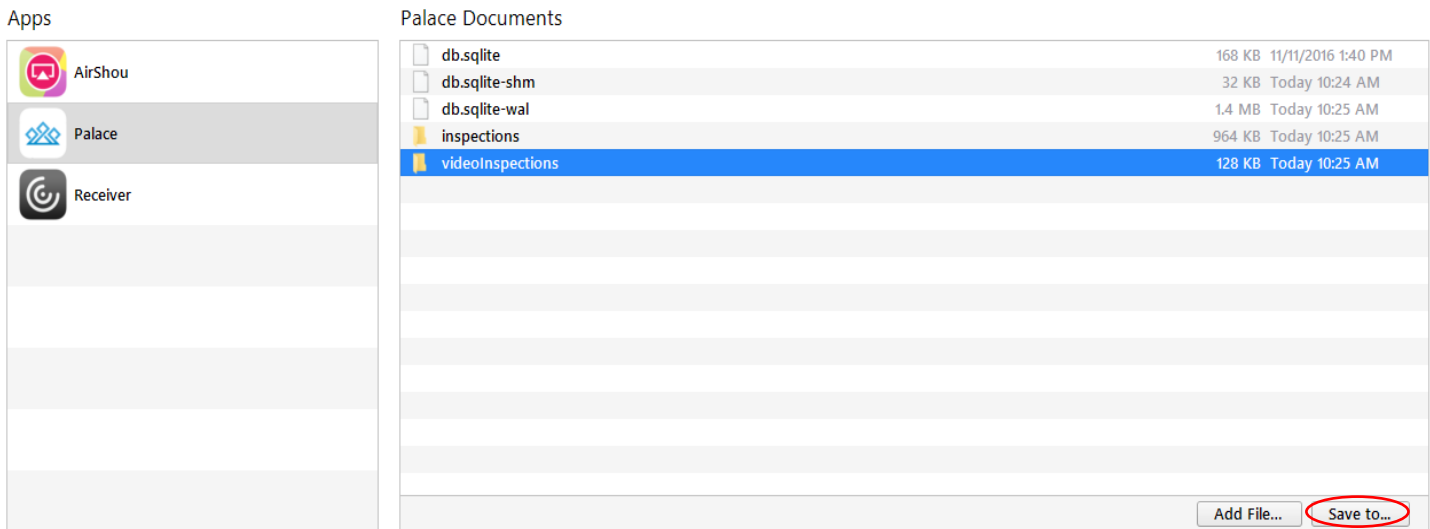 Apps
AirShou
Palace
Receiver
Palace Documents
db.sqlite 168 KB 11/11/2016 1:40 PM
db.sqlite-shm 32 KB Today 10:24 AM
db.sqlite-wal 1.4 MB Today 10:25 AM
inspections 964 KB Today 10:25 AM
videoInspections 128 KB Today 10:25 AM
Add File... Save to...